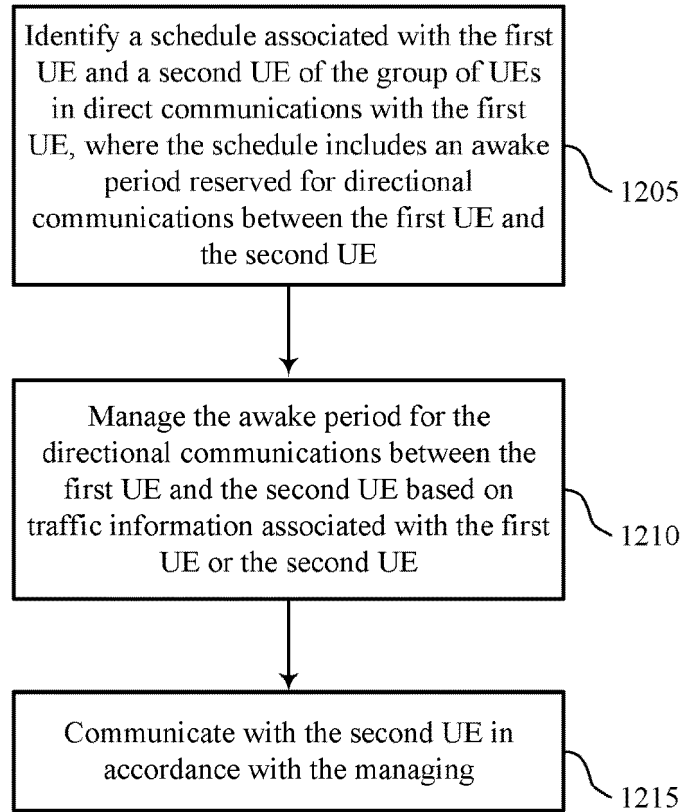 Identify a schedule associated with the first
UE and a second UE of the group of UEs
in direct communications with the first
UE, where the schedule includes an awake
period reserved for directional
communications between the first UE and
the second UE
1205
Manage the awake period for the
directional communications between the
first UE and the second UE based on
traffic information associated with the first
UE or the second UE
1210
Communicate with the second UE in
accordance with the managing
1215